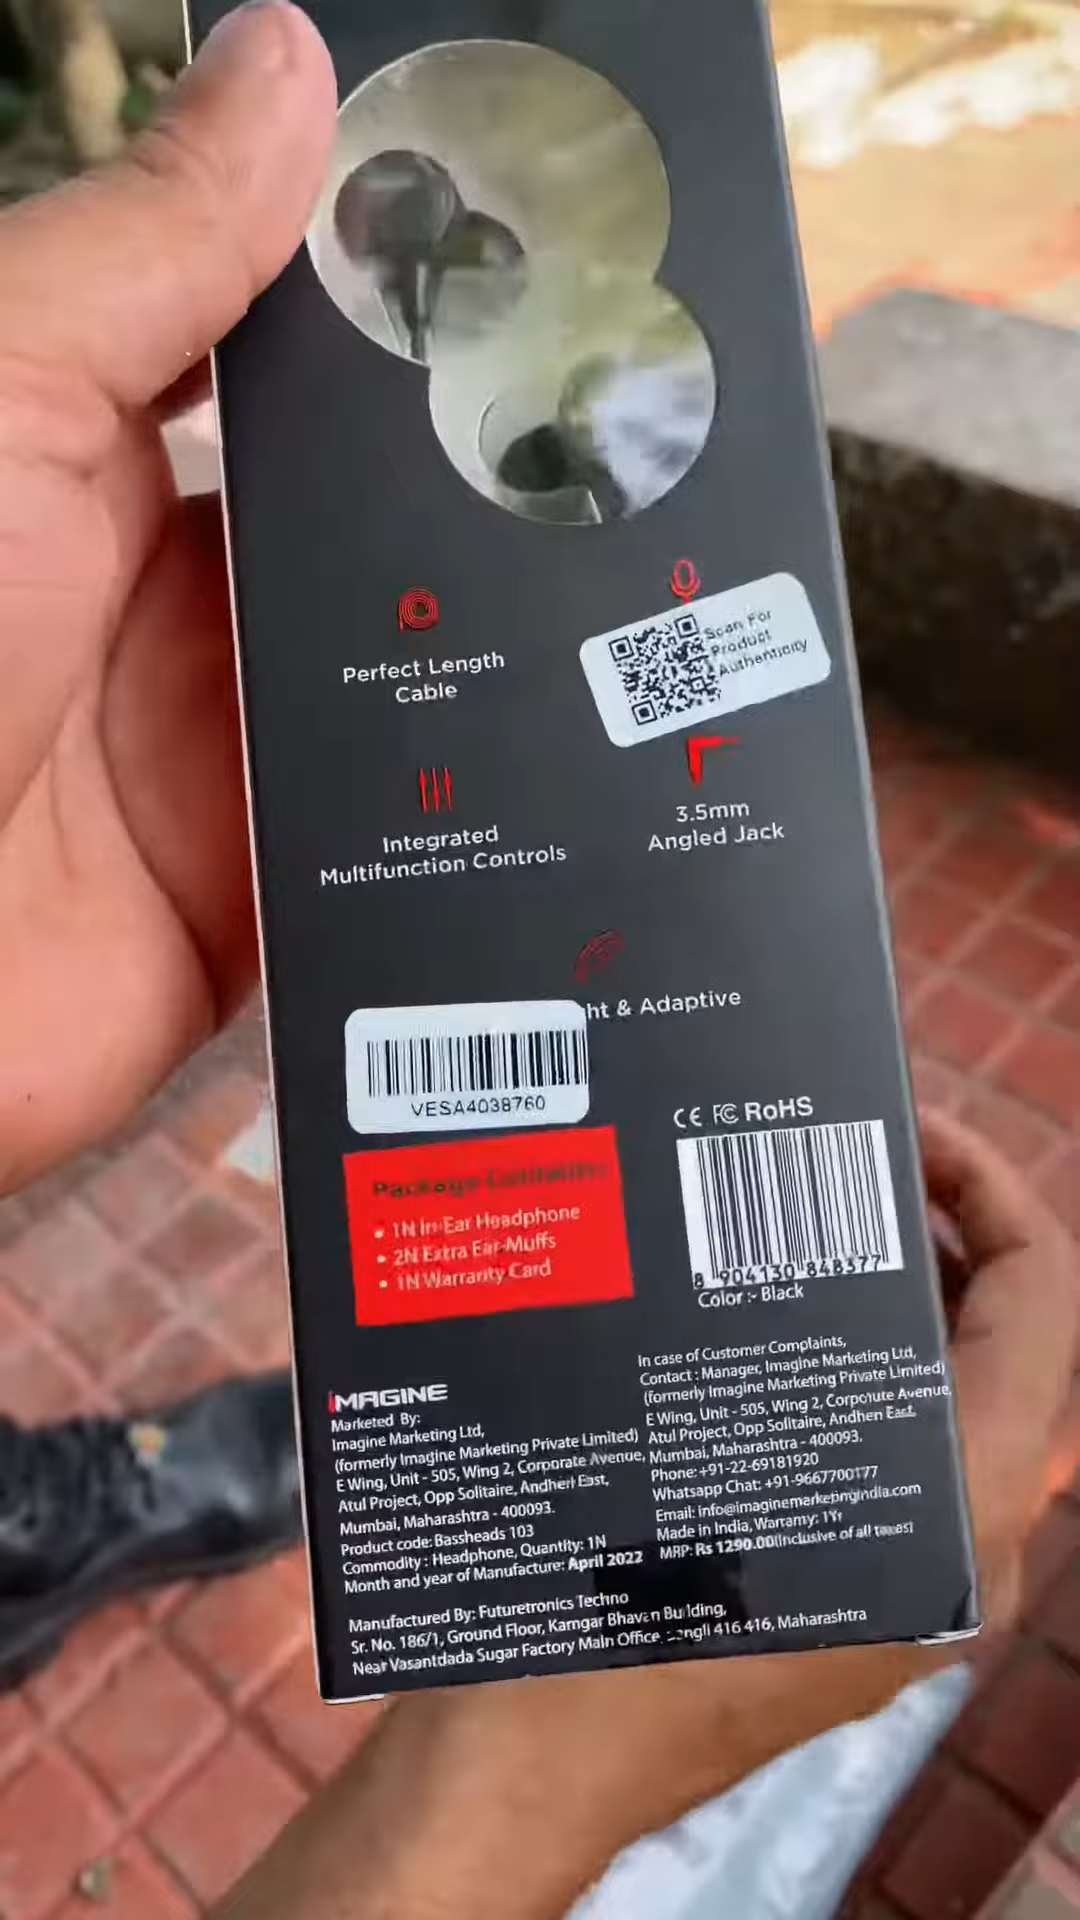 Perfect Length
Cable
Scan For
Product
Authenticity
Integrated
Multifunction Controls
3.5mm
Angled Jack
ht & Adaptive
VESA4038760
CE FC RoHS
Package
• 1N In-Ear Headphone
• 2N Extra Ear-Muffs
• 1N Warranty Card
8 904130 848377
Color :- Black
iMAGINE
Marketed By:
Imagine Marketing Ltd,
(formerly Imagine Marketing Private Limited)
E Wing, Unit - 505, Wing 2, Corporate Avenue,
Atul Project, Opp Solitaire, Andheri East,
Mumbai, Maharashtra - 400093.
Product code: Bassheads 103
Commodity : Headphone, Quantity: 1N
Month and year of Manufacture: April 2022
In case of Customer Complaints,
Contact : Manager, Imagine Marketing Ltd,
(formerly Imagine Marketing Private Limited)
E Wing, Unit - 505, Wing 2, Corporate Avenue,
Atul Project, Opp Solitaire, Andheri East,
Mumbai, Maharashtra - 400093.
Phone: +91-22-69181920
Whatsapp Chat: +91-9667700177
Email: info@imaginemarketingindia.com
Made in India, Warranty: 1Yr
MRP: Rs 1290.00(Inclusive of all taxes)
Manufactured By: Futuretronics Techno
Sr. No. 186/1, Ground Floor, Kamgar Bhavan Building,
Near Vasantdada Sugar Factory Main Office, Sangli 416 416, Maharashtra